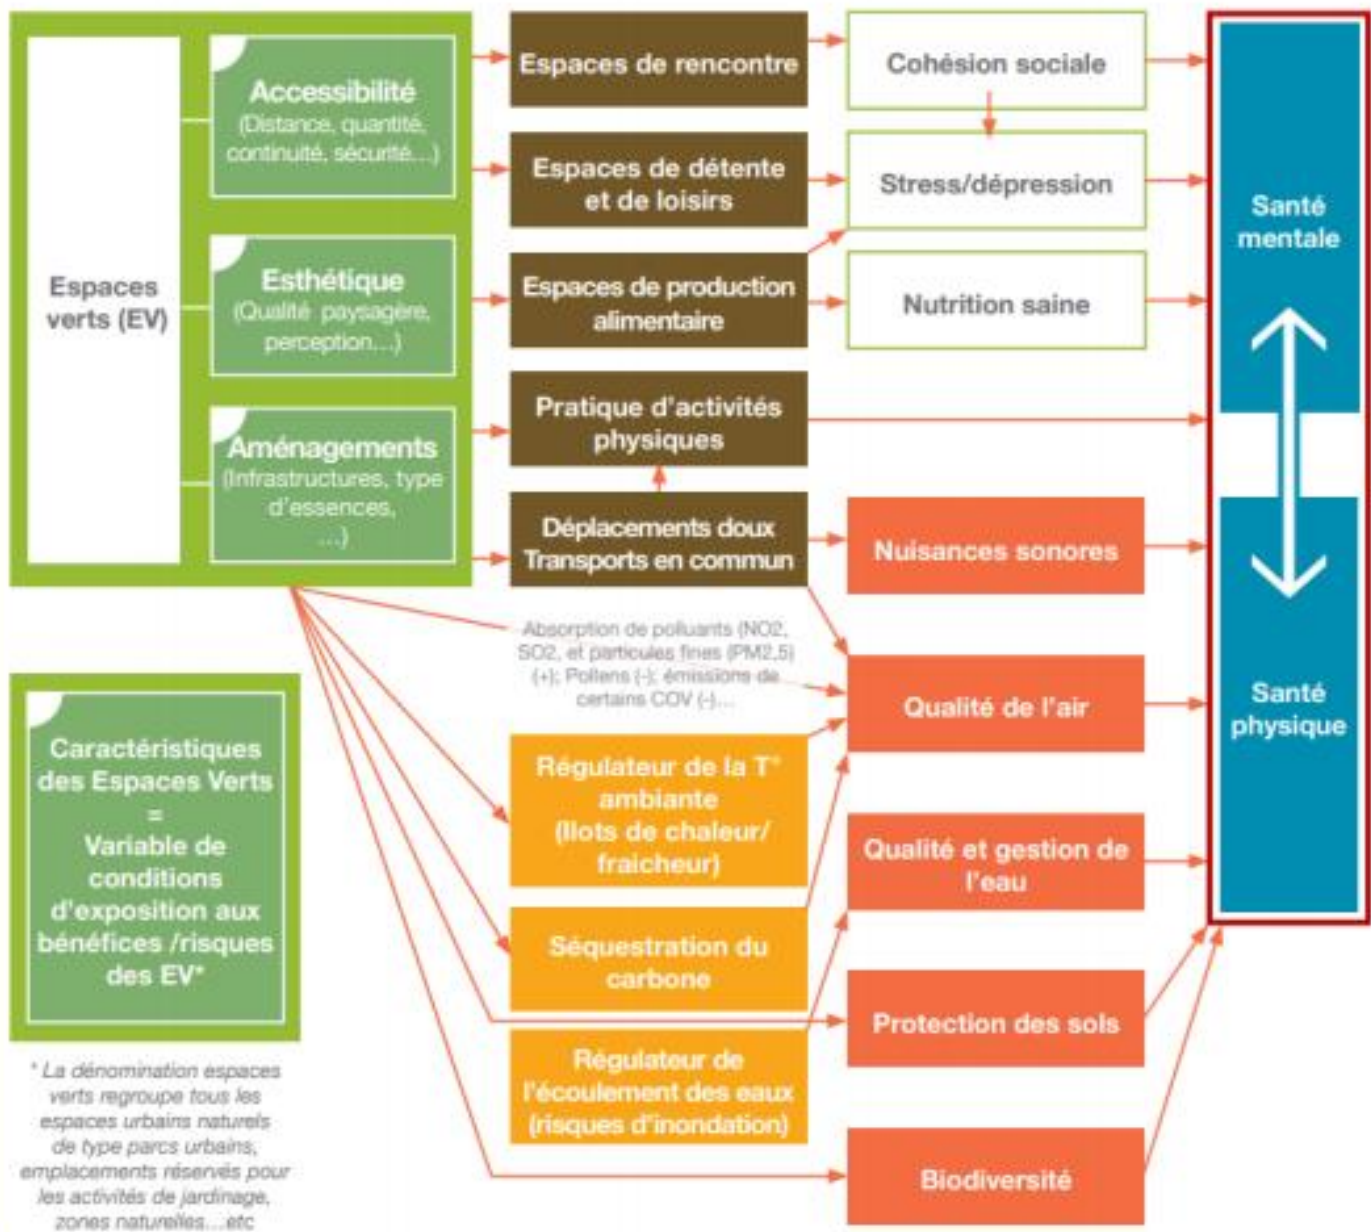 Espaces
verts (EV)
Accessibilité
(Distance, quantité,
continuité, sécurité...)
Esthétique
(Qualité paysagère,
perception...)
Aménagements
(Infrastructures, type
d'essences,
...)
Espaces de rencontre
Espaces de détente
et de loisirs
Espaces de production
alimentaire
Pratique d'activités
physiques
Déplacements doux
Transports en commun
Cohésion sociale
Stress/dépression
Nutrition saine
Nuisances sonores
Absorption de polluants (NO2,
SO2, et particules fines (PM2,5)
(+); Pollens (-); émissions de
certains COV (-)...
Qualité de l'air
Régulateur de la T°
ambiante
(Ilots de chaleur/
fraicheur)
Qualité et gestion de
l'eau
Séquestration du
carbone
Protection des sols
Régulateur de
l'écoulement des eaux
(risques d'inondation)
Biodiversité
Santé
mentale
Santé
physique
Caractéristiques
des Espaces Verts
=
Variable de
conditions
d'exposition aux
bénéfices /risques
des EV*
* La dénomination espaces
verts regroupe tous les
espaces urbains naturels
de type parcs urbains,
emplacements réservés pour
les activités de jardinage,
zones naturelles...etc